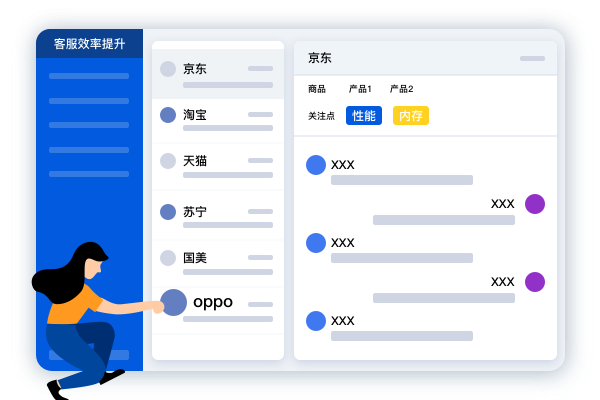 客服效率提升
京东
淘宝
天猫
苏宁
国美
oppo
京东
商品 产品1 产品2
关注点 性能 内存
xxx
xxx
xxx
xxx
xxx